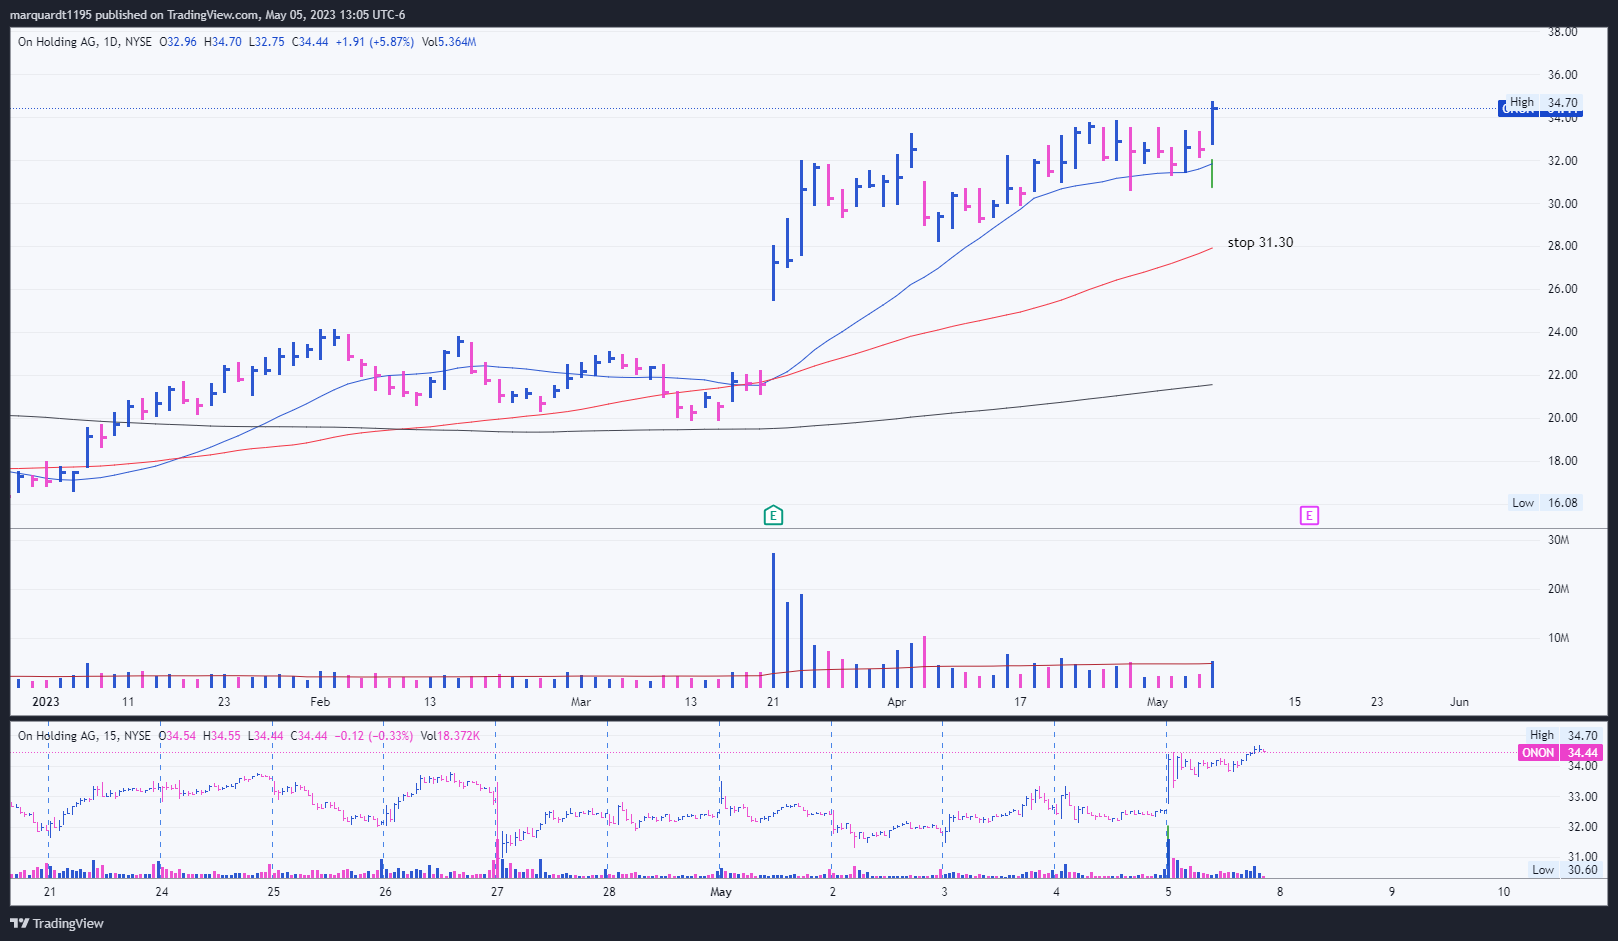 marquardt1195 published on TradingView.com, May 05, 2023 13:05 UTC-6
On Holding AG, 1D, NYSE O32.96 H34.70 L32.75 C34.44 +1.91 (+5.87%) Vol5.364M
38.00
36.00
High 34.70
34.00
32.00
30.00
stop 31.30
28.00
26.00
24.00
22.00
20.00
18.00
Low 16.08
E E
30M
20M
10M
2023 11 23 Feb 13 Mar 13 21 Apr 17 May 15 23 Jun
On Holding AG, 15, NYSE O34.54 H34.55 L34.44 C34.44 −0.12 (−0.33%) Vol18.372K
High 34.70
ONON 34.44
34.00
33.00
32.00
31.00
Low 30.60
21 24 25 26 27 28 May 2 3 4 5 8 9 10
TradingView